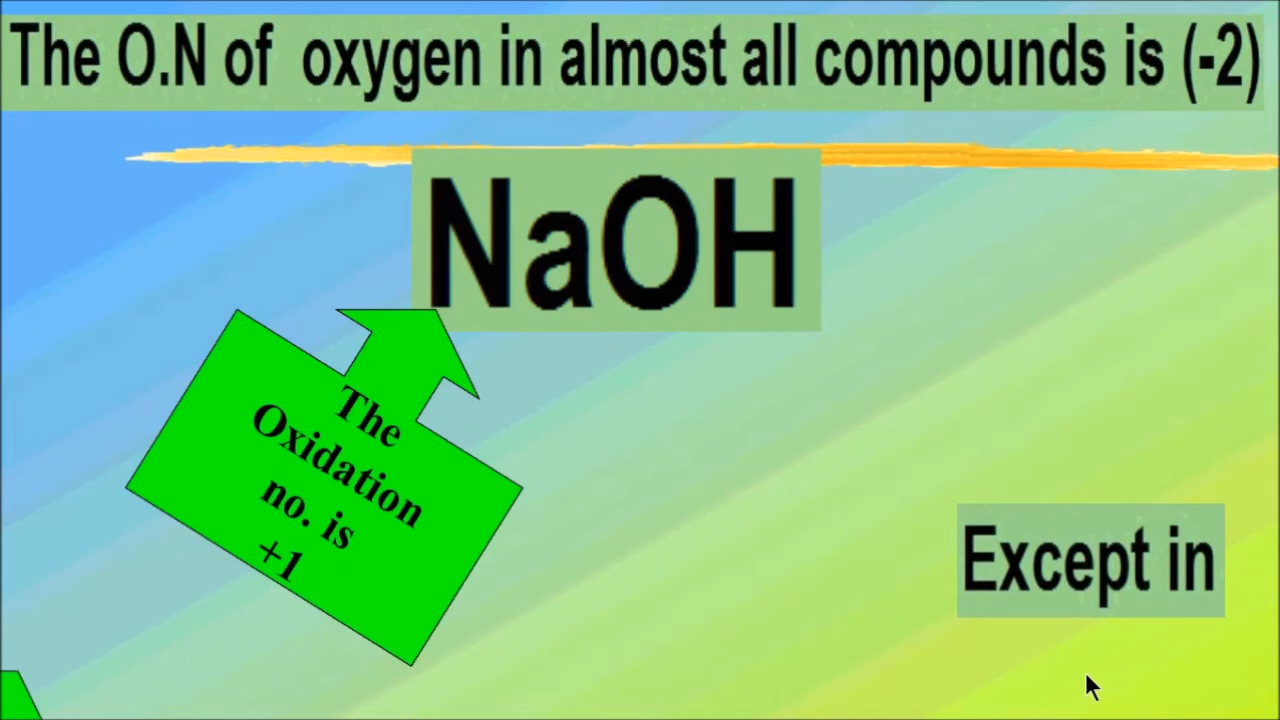 The O.N of oxygen in almost all compounds is (-2)
NaOH
The
Oxidation
no. is
+1
Except in